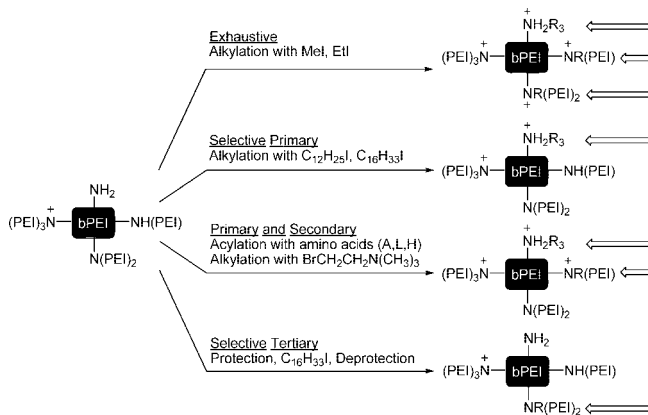 +
NH2R3
Exhaustive
Alkylation with MeI, EtI
+ +
(PEI)3N bPEI NR(PEI)
NR(PEI)2
+
+
NH2R3
Selective Primary
Alkylation with C12H25I, C16H33I
+
(PEI)3N bPEI NH(PEI)
N(PEI)2
NH2
+
(PEI)3N bPEI NH(PEI)
N(PEI)2
+
NH2R3
Primary and Secondary
Acylation with amino acids (A,L,H)
Alkylation with BrCH2CH2N(CH3)3
+ +
(PEI)3N bPEI NR(PEI)
N(PEI)2
NH2
Selective Tertiary
Protection, C16H33I, Deprotection
+
(PEI)3N bPEI NH(PEI)
NR(PEI)2
+